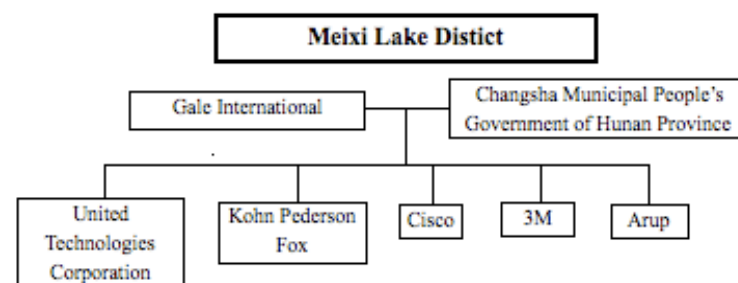 Meixi Lake Distict
Gale International
Changsha Municipal People's
Government of Hunan Province
United
Technologies
Corporation
Kohn Pederson
Fox
Cisco
3M
Arup